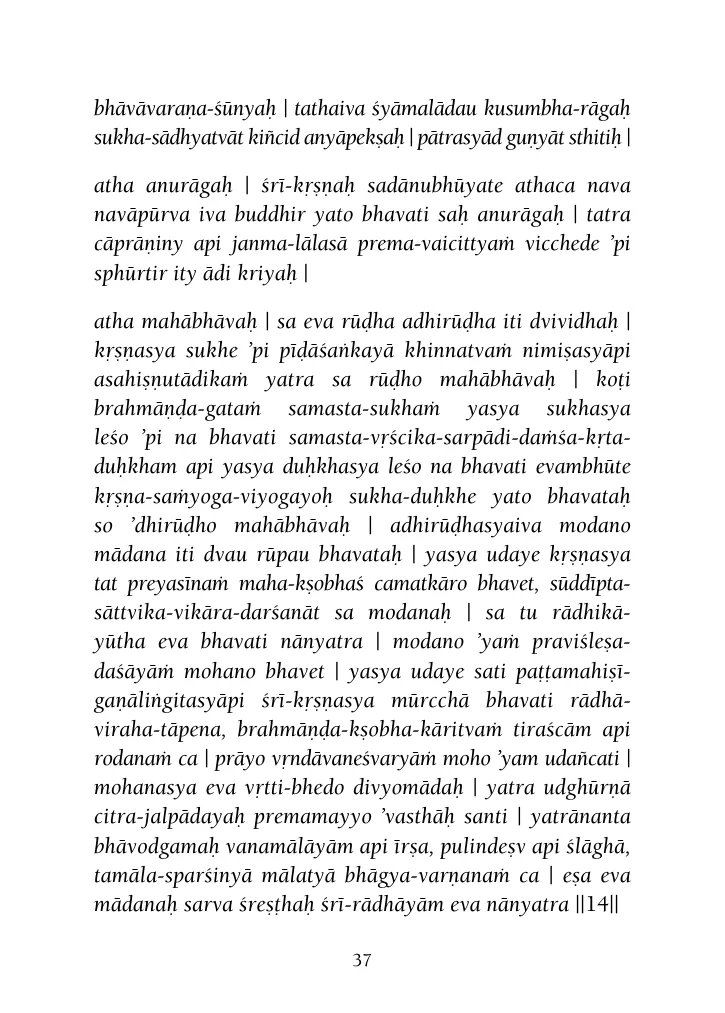 bhāvāvaraṇa-śūnyaḥ | tathaiva śyāmalādau kusumbha-rāgaḥ
sukha-sādhyatvāt kiñcid anyāpekṣaḥ | pātrasyād guṇyāt sthitiḥ |
atha anurāgaḥ | śrī-kṛṣṇaḥ sadānubhūyate athaca nava
navāpūrva iva buddhir yato bhavati saḥ anurāgaḥ | tatra
cāprāṇiny api janma-lālasā prema-vaicittyaṁ vicchede ’pi
sphūrtir ity ādi kriyaḥ |
atha mahābhāvaḥ | sa eva rūḍha adhirūḍha iti dvividhaḥ |
kṛṣṇasya sukhe ’pi pīḍāśaṅkayā khinnatvaṁ nimiṣasyāpi
asahiṣṇutādikaṁ yatra sa rūḍho mahābhāvaḥ | koṭi
brahmāṇḍa-gataṁ samasta-sukhaṁ yasya sukhasya
leśo ’pi na bhavati samasta-vṛścika-sarpādi-daṁśa-kṛta-
duḥkham api yasya duḥkhasya leśo na bhavati evambhūte
kṛṣṇa-saṁyoga-viyogayoḥ sukha-duḥkhe yato bhavataḥ
so ’dhirūḍho mahābhāvaḥ | adhirūḍhasyaiva modano
mādana iti dvau rūpau bhavataḥ | yasya udaye kṛṣṇasya
tat preyasīnaṁ maha-kṣobhaś camatkāro bhavet, sūddīpta-
sāttvika-vikāra-darśanāt sa modanaḥ | sa tu rādhikā-
yūtha eva bhavati nānyatra | modano ’yaṁ praviśleṣa-
daśāyāṁ mohano bhavet | yasya udaye sati paṭṭamahiṣī-
gaṇāliṅgitasyāpi śrī-kṛṣṇasya mūrcchā bhavati rādhā-
viraha-tāpena, brahmāṇḍa-kṣobha-kāritvaṁ tiraścām api
rodanaṁ ca | prāyo vṛndāvaneśvaryāṁ moho ’yam udañcati |
mohanasya eva vṛtti-bhedo divyomādaḥ | yatra udghūrṇā
citra-jalpādayaḥ premamayyo ’vasthāḥ santi | yatrānanta
bhāvodgamaḥ vanamālāyām api īrṣa, pulindeṣv api ślāghā,
tamāla-sparśinyā mālatyā bhāgya-varṇanaṁ ca | eṣa eva
mādanaḥ sarva śreṣṭhaḥ śrī-rādhāyām eva nānyatra ||14||
37